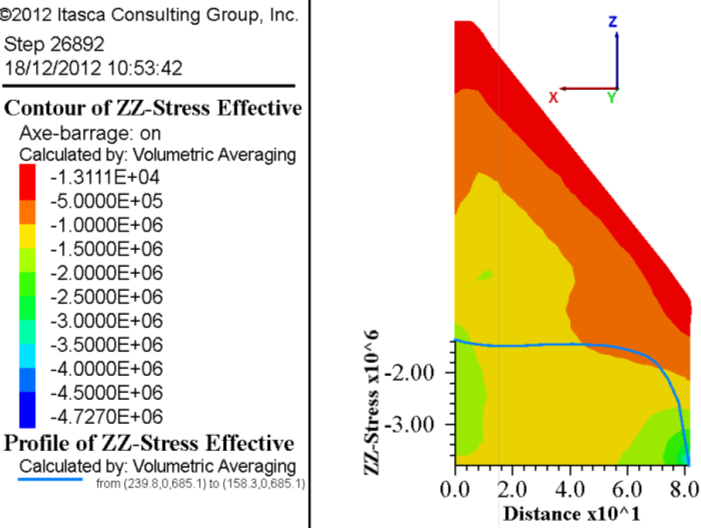 ©2012 Itasca Consulting Group, Inc.
Step 26892
18/12/2012 10:53:42
Contour of ZZ-Stress Effective
Axe-barrage: on
Calculated by: Volumetric Averaging
-1.3111E+04
-5.0000E+05
-1.0000E+06
-1.5000E+06
-2.0000E+06
-2.5000E+06
-3.0000E+06
-3.5000E+06
-4.0000E+06
-4.5000E+06
-4.7270E+06
Profile of ZZ-Stress Effective
Calculated by: Volumetric Averaging
from (239.8,0,685.1) to (158.3,0,685.1)
Z
X
Y
ZZ-Stress x10^6
-2.00
-3.00
0.0 2.0 4.0 6.0 8.0
Distance x10^1